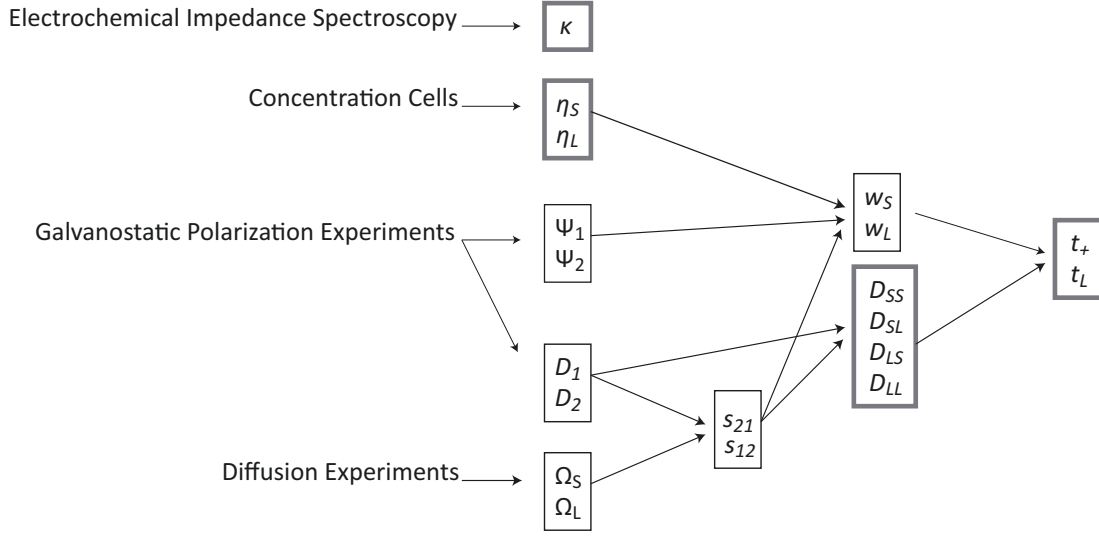 Electrochemical Impedance Spectroscopy
κ
Concentration Cells
η_S
η_L
w_S
w_L
Galvanostatic Polarization Experiments
Ψ_1
Ψ_2
t_+
t_L
D_SS
D_SL
D_LS
D_LL
D_1
D_2
s_21
s_12
Diffusion Experiments
Ω_S
Ω_L